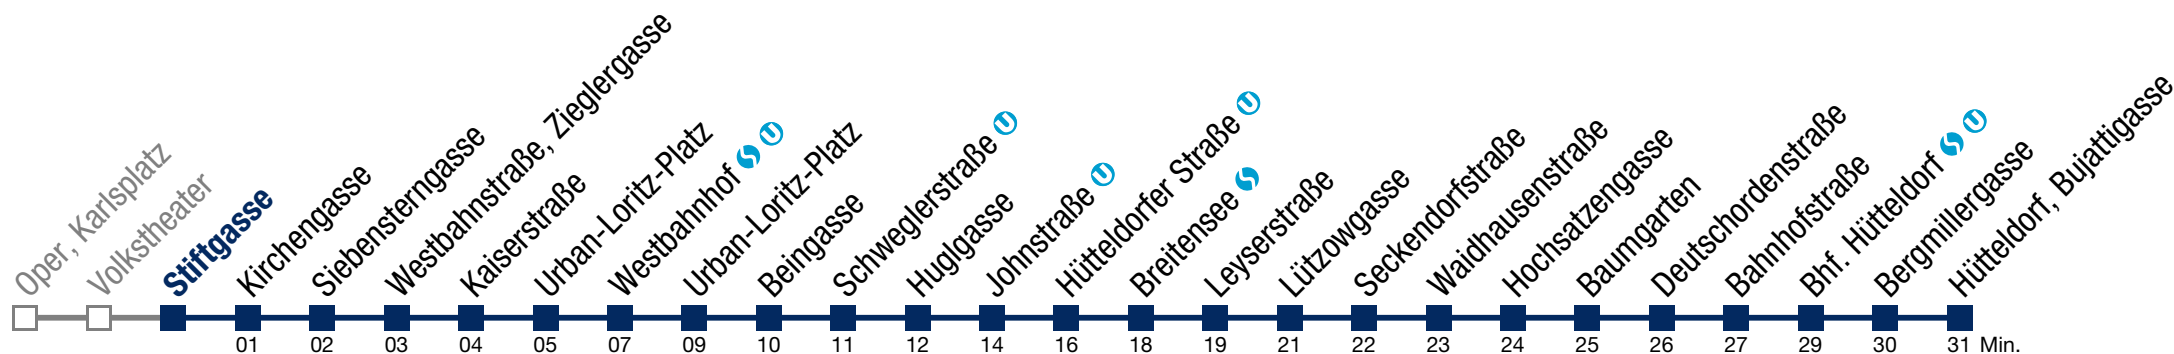 Oper, Karlsplatz
Volkstheater
Stiftgasse
Kirchengasse
Siebensterngasse
Westbahnstraße, Zieglergasse
Kaiserstraße
Urban-Loritz-Platz
Westbahnhof S U
Urban-Loritz-Platz
Beingasse
Schweglerstraße U
Huglgasse
Johnstraße U
Hütteldorfer Straße U
Breitensee S
Leyserstraße
Lützowgasse
Seckendorfstraße
Waidhausenstraße
Hochsatzengasse
Baumgarten
Deutschordenstraße
Bahnhofstraße
Bhf. Hütteldorf S U
Bergmillergasse
Hütteldorf, Bujattigasse
01 02 03 04 05 07 09 10 11 12 14 16 18 19 21 22 23 24 25 26 27 29 30 31 Min.